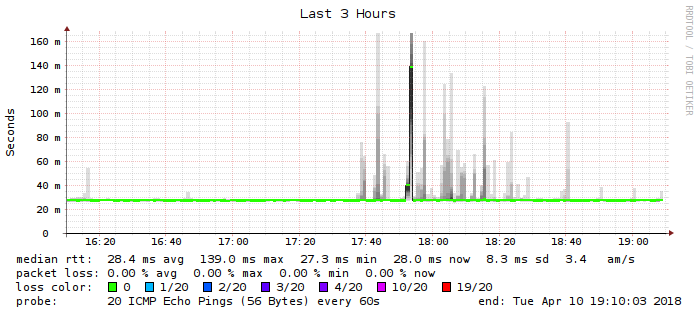 Last 3 Hours
RRDTOOL / TOBI OETIKER
Seconds
160 m
140 m
120 m
100 m
80 m
60 m
40 m
20 m
0
16:20 16:40 17:00 17:20 17:40 18:00 18:20 18:40 19:00
median rtt: 28.4 ms avg 139.0 ms max 27.3 ms min 28.0 ms now 8.3 ms sd 3.4 am/s
packet loss: 0.00 % avg 0.00 % max 0.00 % min 0.00 % now
loss color: 0 1/20 2/20 3/20 4/20 10/20 19/20
probe: 20 ICMP Echo Pings (56 Bytes) every 60s end: Tue Apr 10 19:10:03 2018